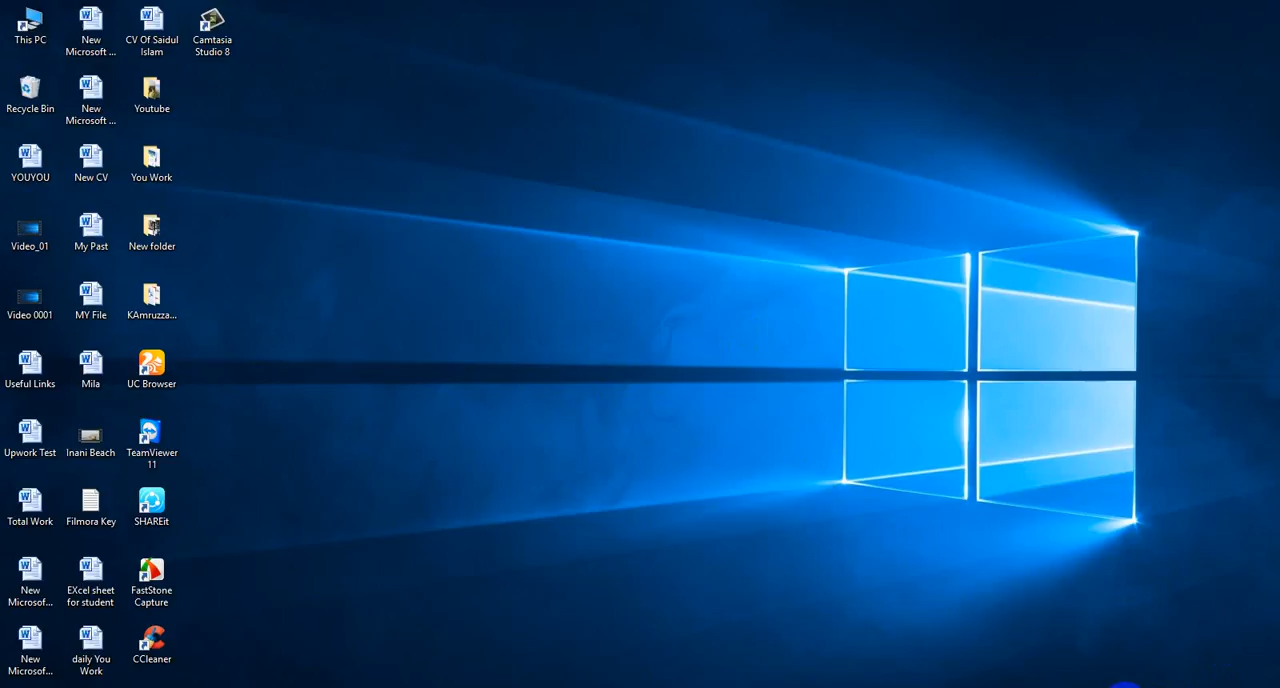 This PC
New
Microsoft ...
CV Of Saidul
Islam
Camtasia
Studio 8
Recycle Bin
New
Microsoft ...
Youtube
YOUYOU
New CV
You Work
Video_01
My Past
New folder
Video 0001
MY File
KAmruzza...
Useful Links
Mila
UC Browser
Upwork Test
Inani Beach
TeamViewer
11
Total Work
Filmora Key
SHAREit
New
Microsof...
EXcel sheet
for student
FastStone
Capture
New
Microsof...
daily You
Work
CCleaner